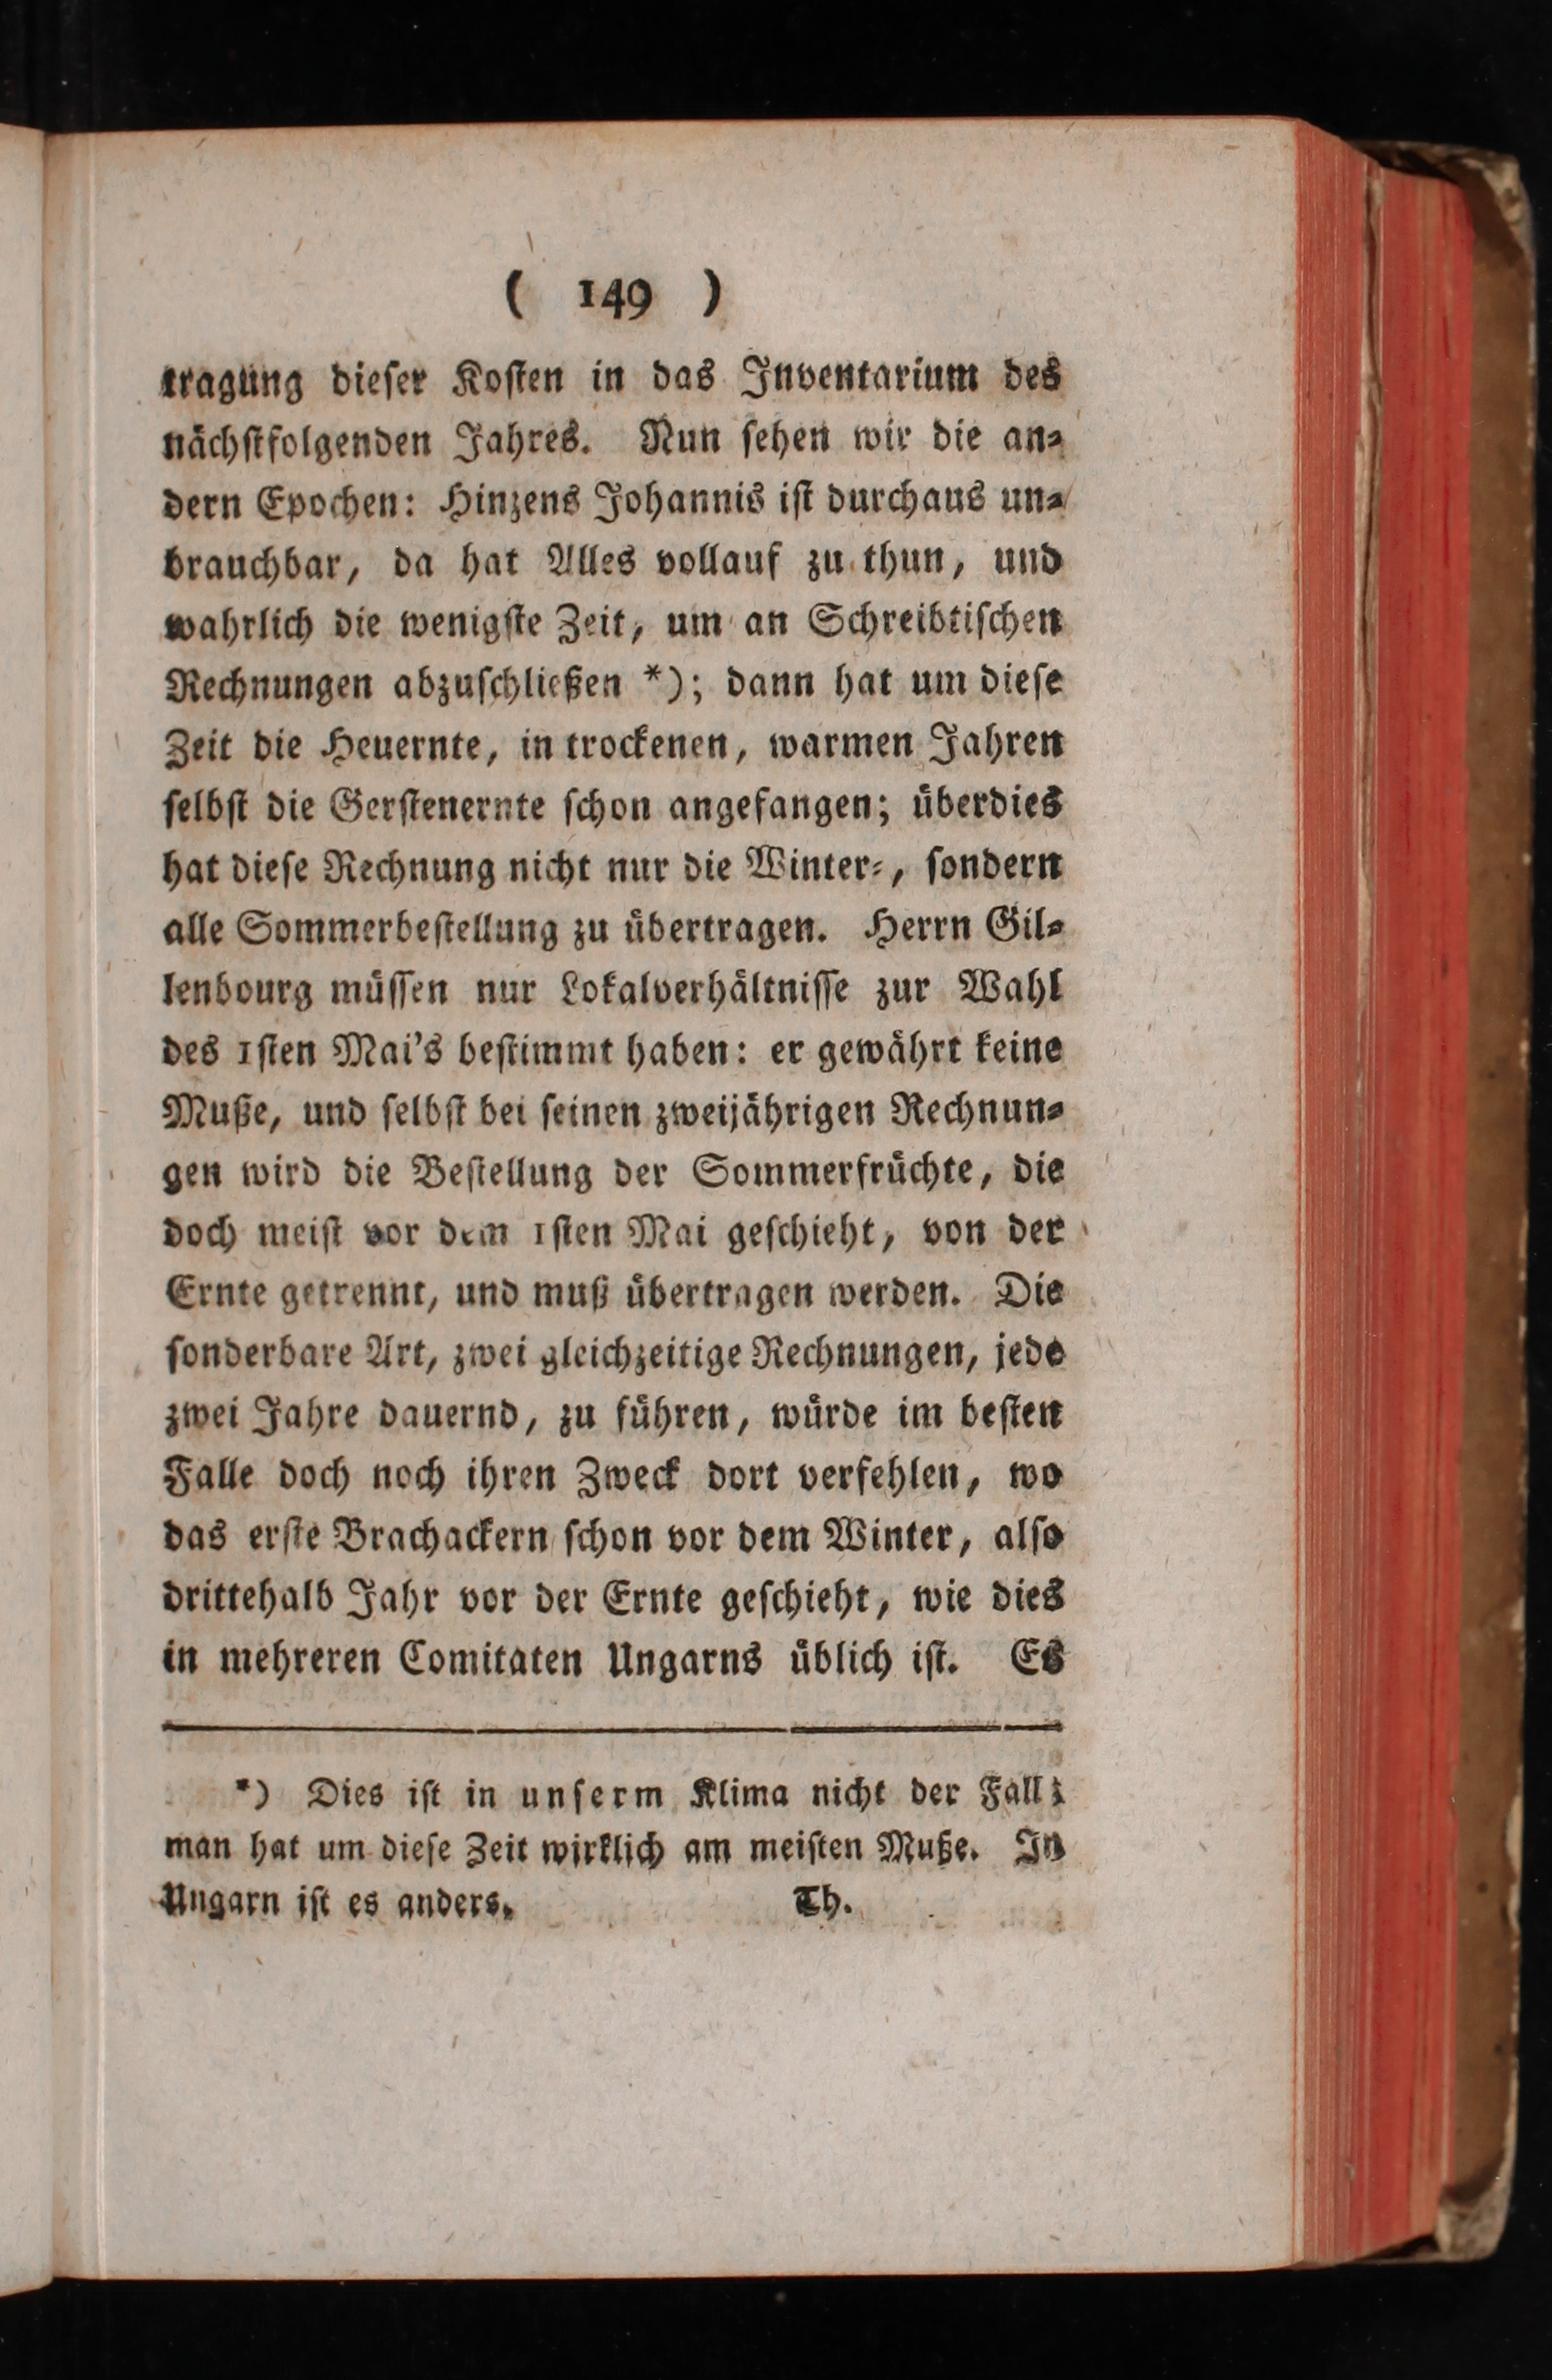 ( 149 )
tragung dieser Kosten in das Inventarium des
nächstfolgenden Jahres. Nun sehen wir die an-
dern Epochen: Hinzens Johannis ist durchaus un-
brauchbar, da hat Alles vollauf zu thun, und
wahrlich die wenigste Zeit, um an Schreibtischen
Rechnungen abzuschließen *); dann hat um diese
Zeit die Heuernte, in trockenen, warmen Jahren
selbst die Gerstenernte schon angefangen; überdies
hat diese Rechnung nicht nur die Winter-, sondern
alle Sommerbestellung zu übertragen. Herrn Gil-
lenbourg müssen nur Lokalverhältnisse zur Wahl
des 1sten Mai's bestimmt haben: er gewährt keine
Muße, und selbst bei seinen zweijährigen Rechnun-
gen wird die Bestellung der Sommerfrüchte, die
doch meist vor dem 1sten Mai geschieht, von der
Ernte getrennt, und muß übertragen werden. Die
sonderbare Art, zwei gleichzeitige Rechnungen, jede
zwei Jahre dauernd, zu führen, würde im besten
Falle doch noch ihren Zweck dort verfehlen, wo
das erste Brachackern schon vor dem Winter, also
drittehalb Jahr vor der Ernte geschieht, wie dies
in mehreren Comitaten Ungarns üblich ist. Es
*) Dies ist in unserm Klima nicht der Fall;
man hat um diese Zeit wirklich am meisten Muße. In
Ungarn ist es anders. Th.